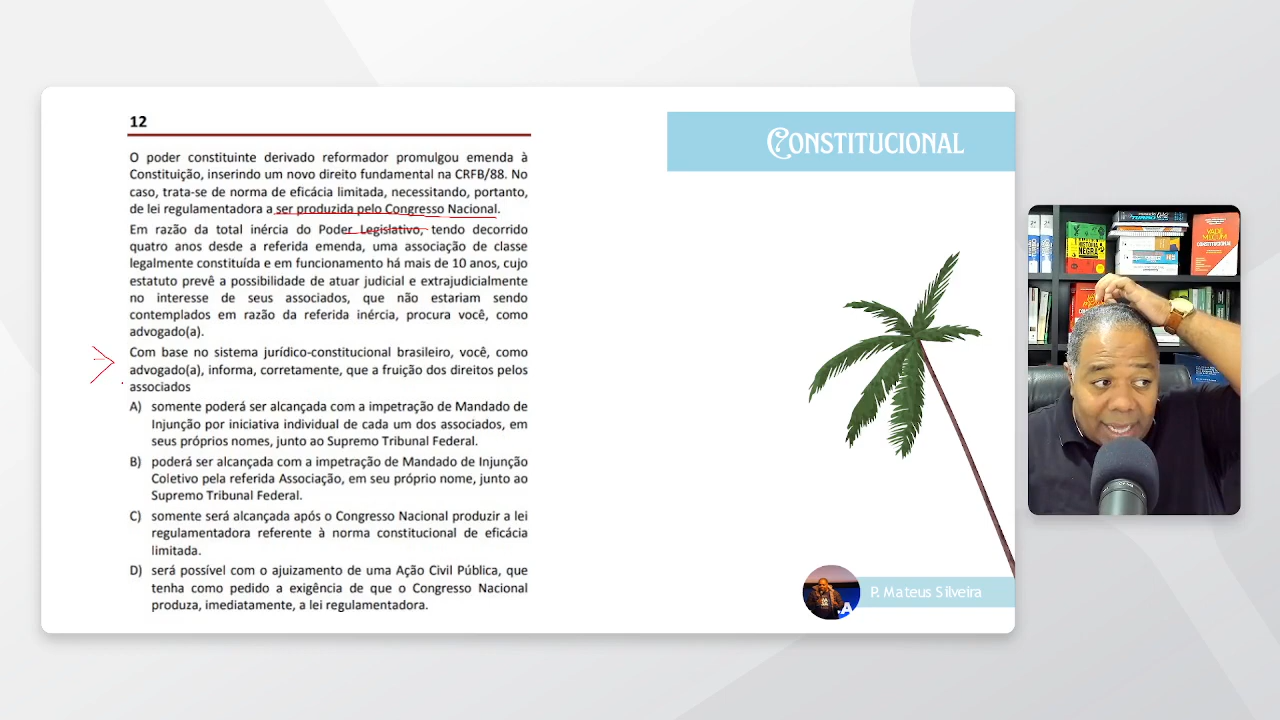 12
O poder constituinte derivado reformador promulgou emenda à
Constituição, inserindo um novo direito fundamental na CRFB/88. No
caso, trata-se de norma de eficácia limitada, necessitando, portanto,
de lei regulamentadora a ser produzida pelo Congresso Nacional.
Em razão da total inércia do Poder Legislativo, tendo decorrido
quatro anos desde a referida emenda, uma associação de classe
legalmente constituída e em funcionamento há mais de 10 anos, cujo
estatuto prevê a possibilidade de atuar judicial e extrajudicialmente
no interesse de seus associados, que não estariam sendo
contemplados em razão da referida inércia, procura você, como
advogado(a).
Com base no sistema jurídico-constitucional brasileiro, você, como
advogado(a), informa, corretamente, que a fruição dos direitos pelos
associados
A) somente poderá ser alcançada com a impetração de Mandado de
Injunção por iniciativa individual de cada um dos associados, em
seus próprios nomes, junto ao Supremo Tribunal Federal.
B) poderá ser alcançada com a impetração de Mandado de Injunção
Coletivo pela referida Associação, em seu próprio nome, junto ao
Supremo Tribunal Federal.
C) somente será alcançada após o Congresso Nacional produzir a lei
regulamentadora referente à norma constitucional de eficácia
limitada.
D) será possível com o ajuizamento de uma Ação Civil Pública, que
tenha como pedido a exigência de que o Congresso Nacional
produza, imediatamente, a lei regulamentadora.
CONSTITUCIONAL
P. Mateus Silveira